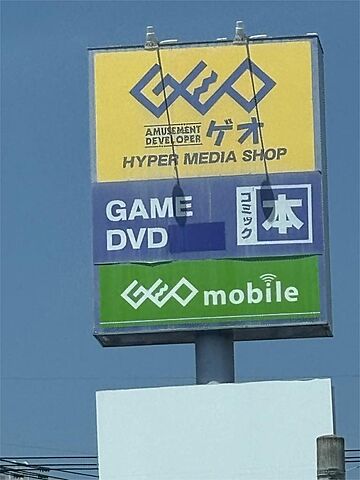 GEO
AMUSEMENT
DEVELOPER ゲオ
HYPER MEDIA SHOP
GAME
DVD
コミック 本
GEO mobile